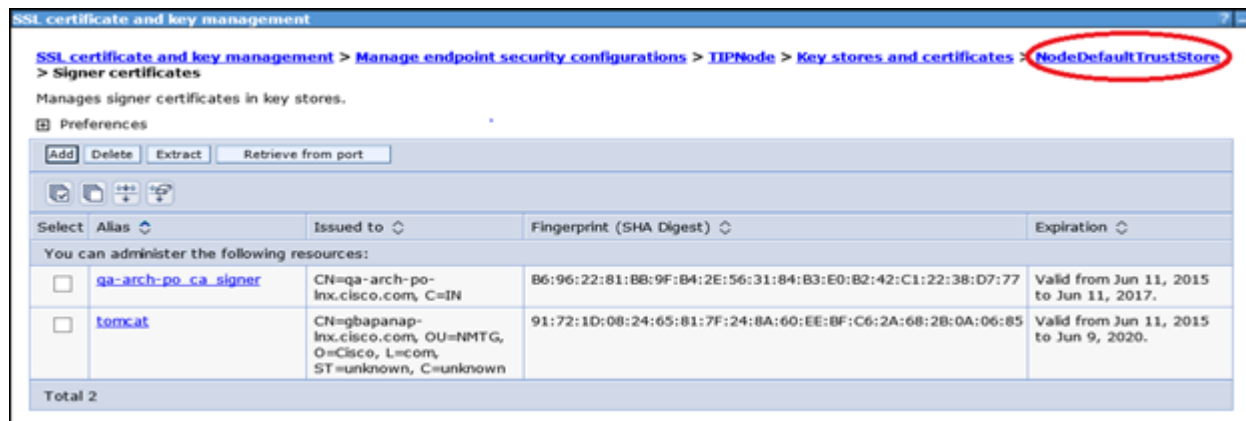 SSL certificate and key management ? –
SSL certificate and key management > Manage endpoint security configurations > TIPNode > Key stores and certificates > NodeDefaultTrustStore
> Signer certificates
Manages signer certificates in key stores.
Preferences
Add Delete Extract Retrieve from port
Select Alias Issued to Fingerprint (SHA Digest) Expiration
You can administer the following resources:
qa-arch-po_ca_signer CN=qa-arch-po- B6:96:22:81:BB:9F:B4:2E:56:31:84:B3:E0:B2:42:C1:22:38:D7:77 Valid from Jun 11, 2015
lnx.cisco.com, C=IN to Jun 11, 2017.
tomcat CN=gbapanap- 91:72:1D:08:24:65:81:7F:24:8A:60:EE:BF:C6:2A:68:2B:0A:06:85 Valid from Jun 11, 2015
lnx.cisco.com, OU=NMTG, to Jun 9, 2020.
O=Cisco, L=com,
ST=unknown, C=unknown
Total 2